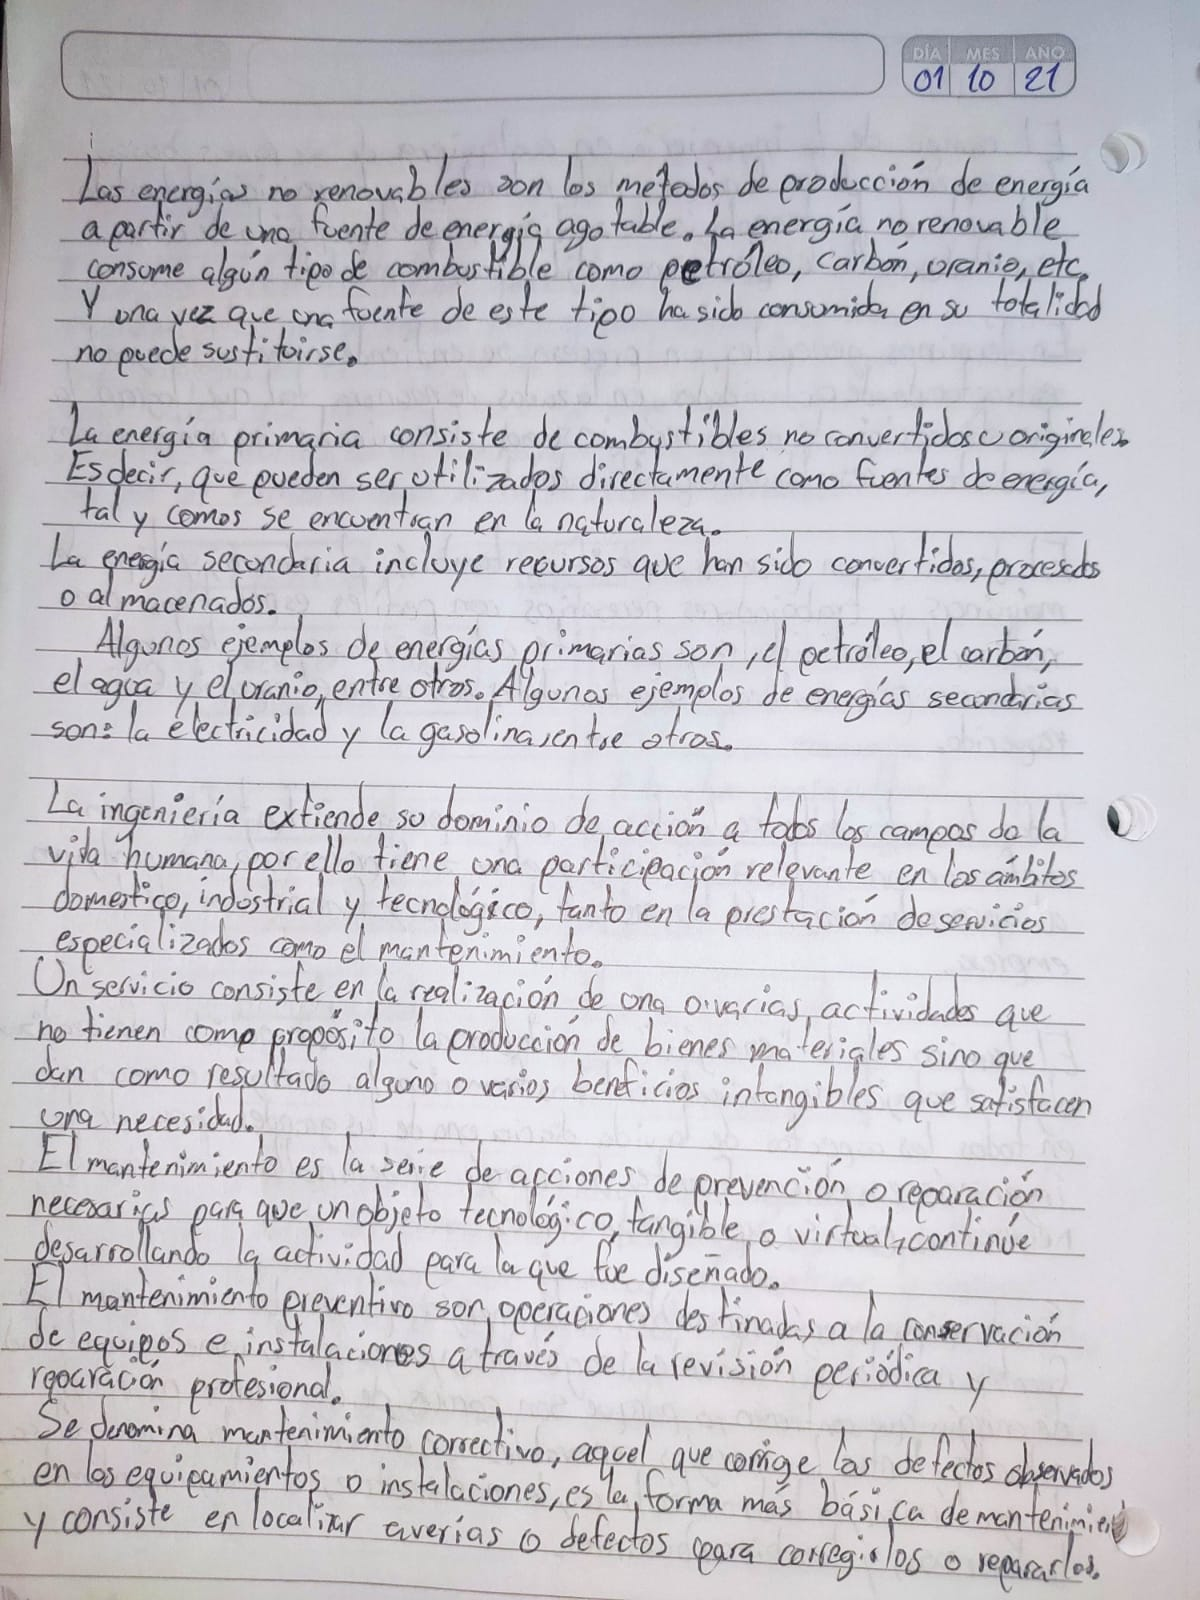 DÍA MES AÑO
01 10 21
Las energías no renovables son los métodos de producción de energía
a partir de una fuente de energía agotable. La energía no renovable
consume algún tipo de combustible como petróleo, carbón, uranio, etc.
Y una vez que una fuente de este tipo ha sido consumida en su totalidad
no puede sustituirse.
La energía primaria consiste de combustibles no convertidos u originales.
Es decir, que pueden ser utilizados directamente como fuentes de energía,
tal y comos se encuentran en la naturaleza.
La energía secundaria incluye recursos que han sido convertidos, procesados
o almacenados.
Algunos ejemplos de energías primarias son, el petróleo, el carbón,
el agua y el uranio, entre otros. Algunas ejemplos de energías secundarias
son: la electricidad y la gasolina, entre otras.
La ingeniería extiende su dominio de acción a todos los campos de la
vida humana, por ello tiene una participación relevante en los ámbitos
domestico, industrial y tecnológico, tanto en la prestación de servicios
especializados como el mantenimiento.
Un servicio consiste en la realización de una o varias actividades que
no tienen como propósito la producción de bienes materiales sino que
dan como resultado alguno o varios beneficios intangibles que satisfacen
una necesidad.
El mantenimiento es la serie de acciones de prevención o reparación
necesarias para que un objeto tecnológico, tangible o virtual, continúe
desarrollando la actividad para la que fue diseñado.
El mantenimiento preventivo son operaciones destinadas a la conservación
de equipos e instalaciones a través de la revisión periódica y
reparación profesional.
Se denomina mantenimiento correctivo, aquel que corrige los defectos observados
en los equipamientos o instalaciones, es la forma más básica de mantenimien
y consiste en localizar averías o defectos para corregirlos o repararlos.